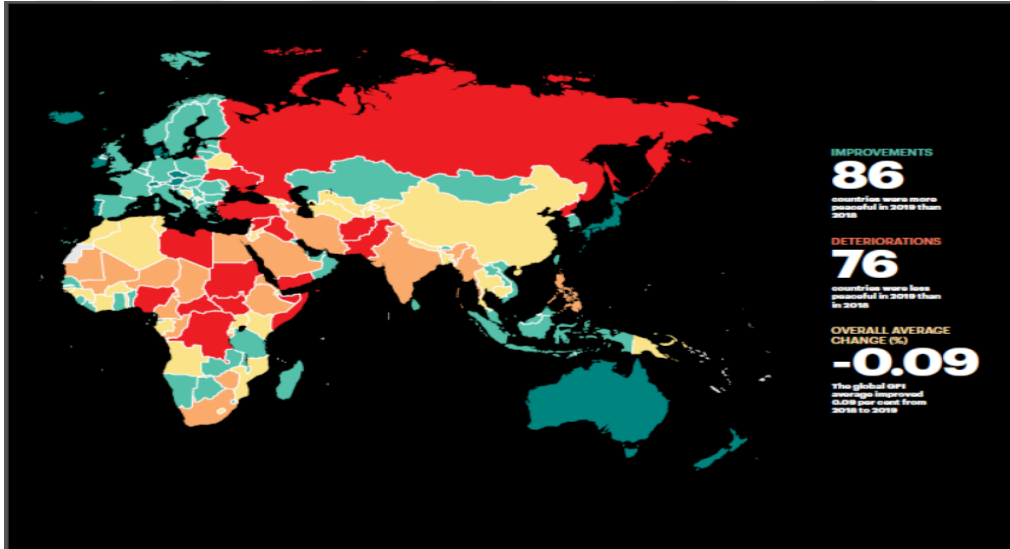 IMPROVEMENTS
86
countries were more
peaceful in 2019 than
2018
DETERIORATIONS
76
countries were less
peaceful in 2019 than
in 2018
OVERALL AVERAGE
CHANGE (%)
-0.09
The global GPI
average improved
0.09 per cent from
2018 to 2019